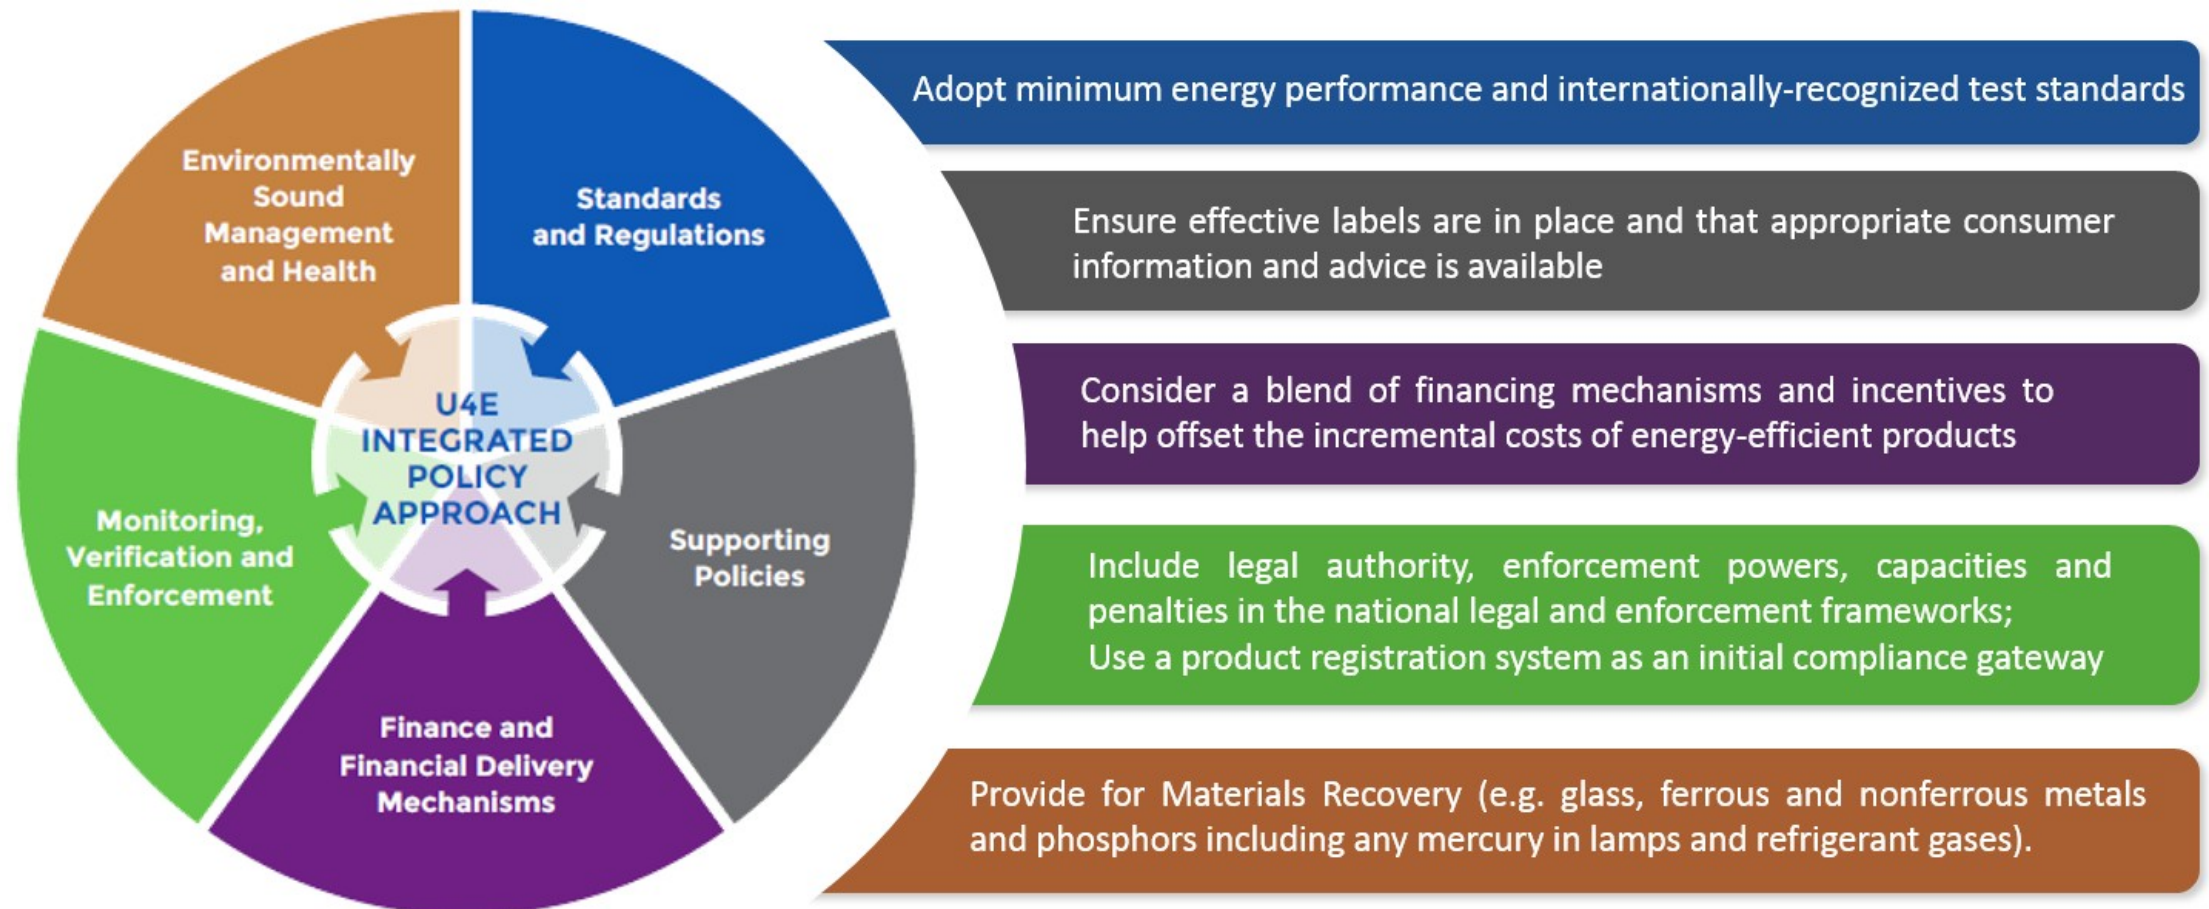 Environmentally
Sound
Management
and Health
Standards
and Regulations
Supporting
Policies
Finance and
Financial Delivery
Mechanisms
Monitoring,
Verification and
Enforcement
U4E
INTEGRATED
POLICY
APPROACH
Adopt minimum energy performance and internationally-recognized test standards
Ensure effective labels are in place and that appropriate consumer
information and advice is available
Consider a blend of financing mechanisms and incentives to
help offset the incremental costs of energy-efficient products
Include legal authority, enforcement powers, capacities and
penalties in the national legal and enforcement frameworks;
Use a product registration system as an initial compliance gateway
Provide for Materials Recovery (e.g. glass, ferrous and nonferrous metals
and phosphors including any mercury in lamps and refrigerant gases).